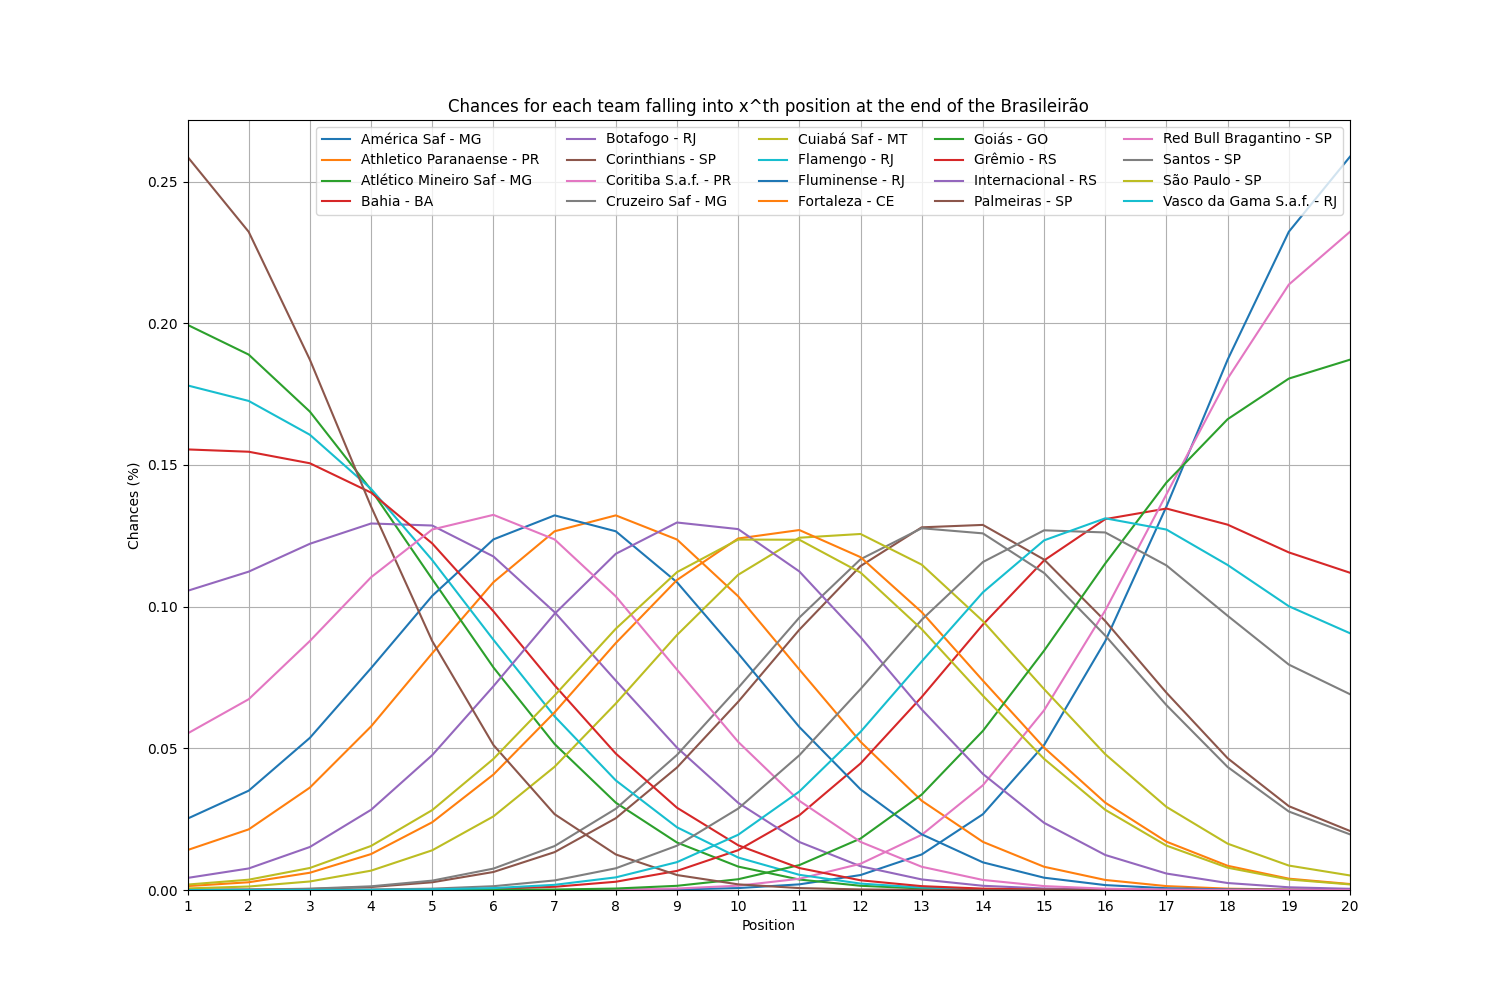 Chances for each team falling into x^th position at the end of the Brasileirão
América Saf - MG
Athletico Paranaense - PR
Atlético Mineiro Saf - MG
Bahia - BA
Botafogo - RJ
Corinthians - SP
Coritiba S.a.f. - PR
Cruzeiro Saf - MG
Cuiabá Saf - MT
Flamengo - RJ
Fluminense - RJ
Fortaleza - CE
Goiás - GO
Grêmio - RS
Internacional - RS
Palmeiras - SP
Red Bull Bragantino - SP
Santos - SP
São Paulo - SP
Vasco da Gama S.a.f. - RJ
Chances (%)
0.25
0.20
0.15
0.10
0.05
0.00
1 2 3 4 5 6 7 8 9 10 11 12 13 14 15 16 17 18 19 20
Position